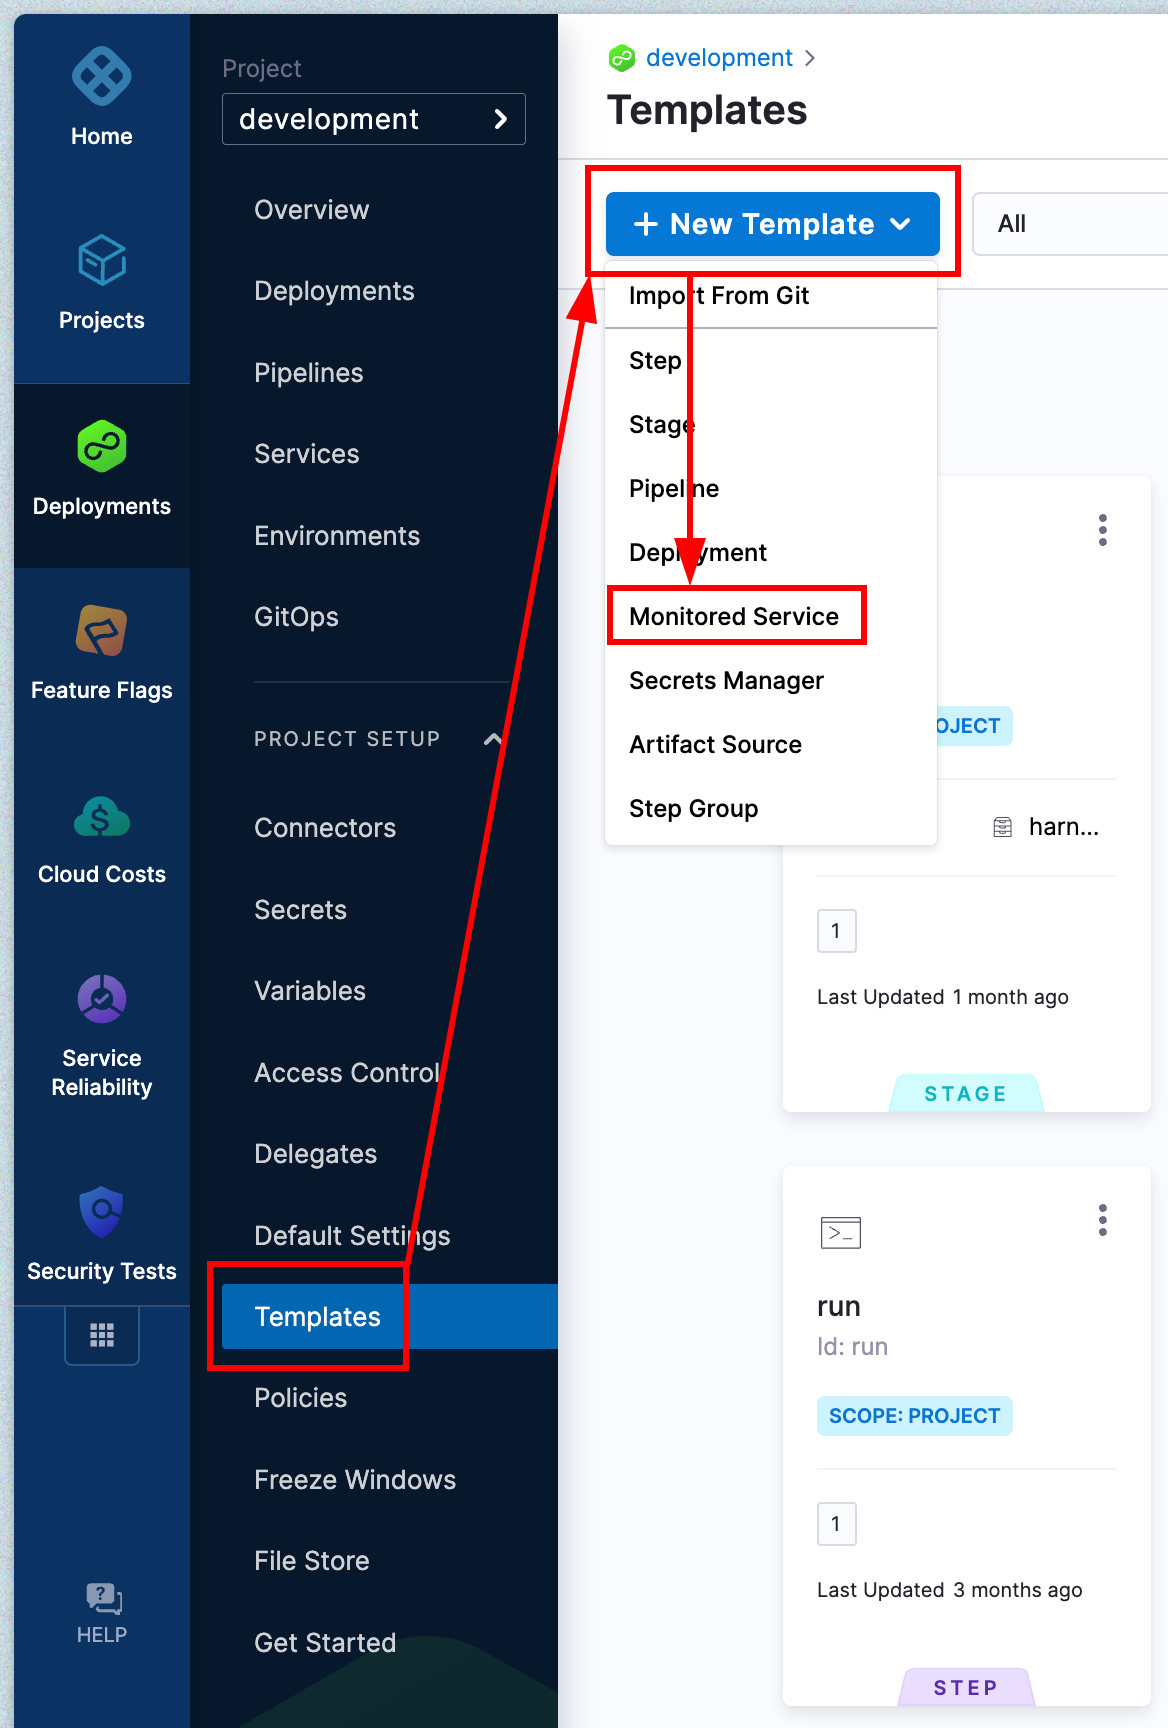 Home
Projects
Deployments
Feature Flags
Cloud Costs
Service
Reliability
Security Tests
HELP
Project
development
Overview
Deployments
Pipelines
Services
Environments
GitOps
PROJECT SETUP
Connectors
Secrets
Variables
Access Control
Delegates
Default Settings
Templates
Policies
Freeze Windows
File Store
Get Started
development
Templates
+ New Template
All
Import From Git
Step
Stage
Pipeline
Deployment
Monitored Service
Secrets Manager
Artifact Source
Step Group
OJECT
harn...
1
Last Updated 1 month ago
STAGE
>_
run
Id: run
SCOPE: PROJECT
1
Last Updated 3 months ago
STEP